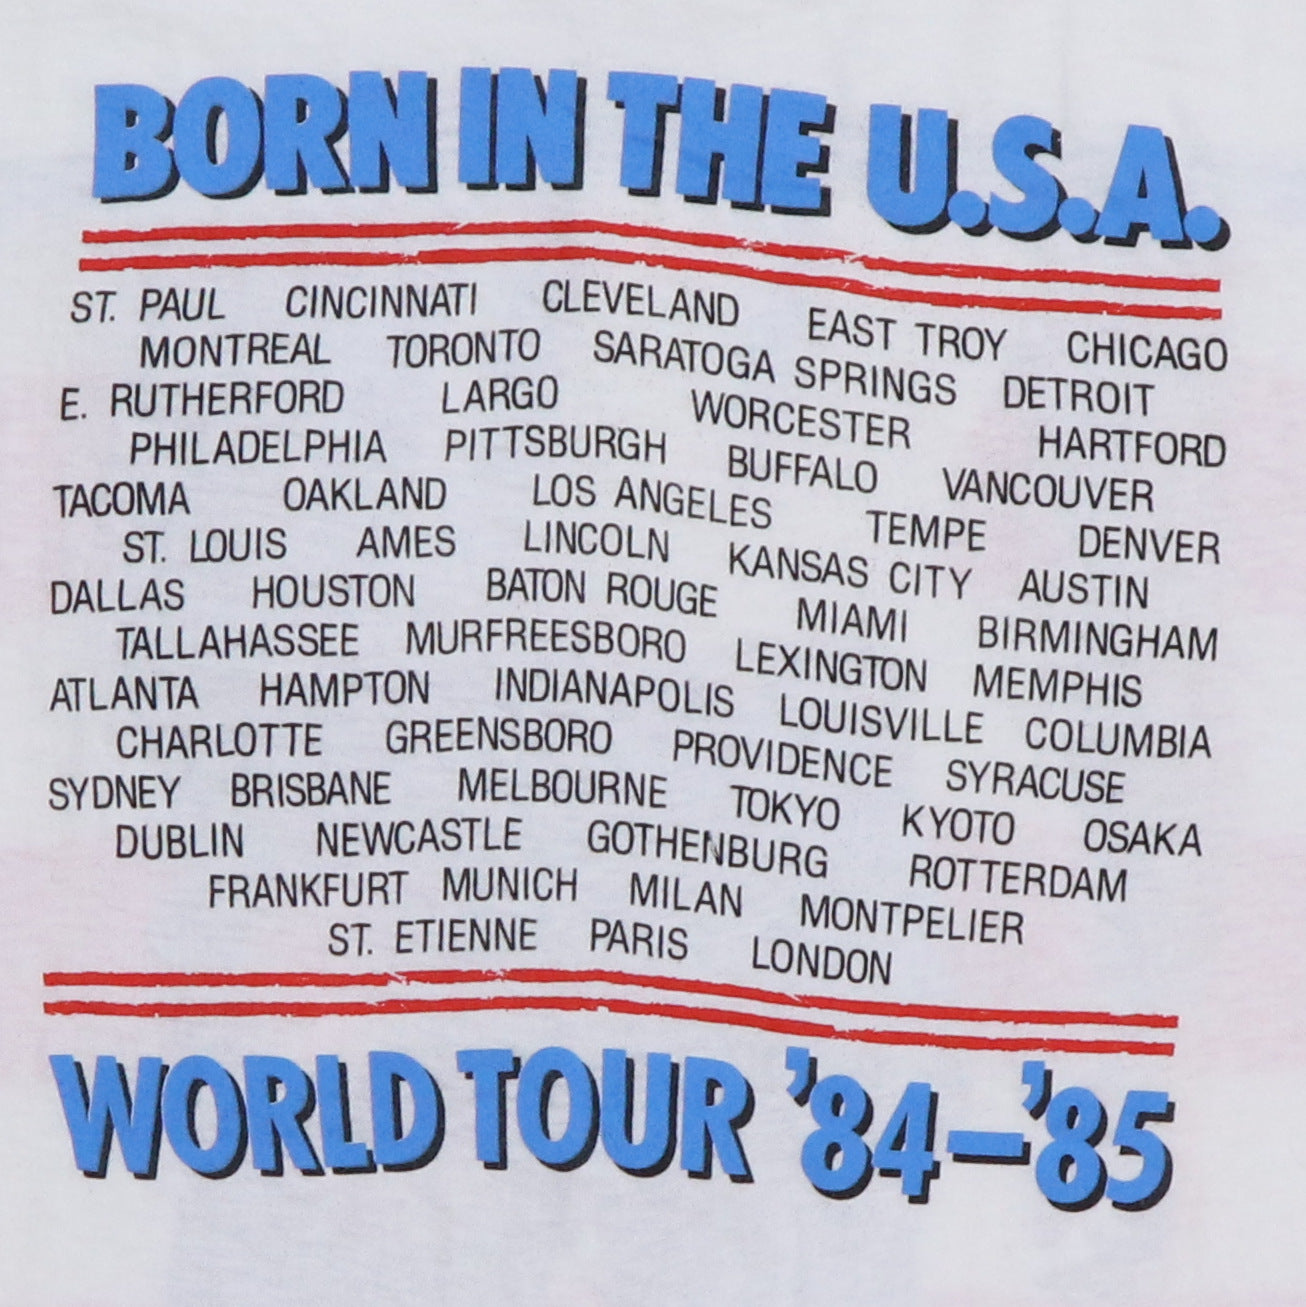 BORN IN THE U.S.A.
ST. PAUL CINCINNATI CLEVELAND EAST TROY CHICAGO
MONTREAL TORONTO SARATOGA SPRINGS DETROIT
E. RUTHERFORD LARGO WORCESTER HARTFORD
PHILADELPHIA PITTSBURGH BUFFALO VANCOUVER
TACOMA OAKLAND LOS ANGELES TEMPE DENVER
ST. LOUIS AMES LINCOLN KANSAS CITY AUSTIN
DALLAS HOUSTON BATON ROUGE MIAMI BIRMINGHAM
TALLAHASSEE MURFREESBORO LEXINGTON MEMPHIS
ATLANTA HAMPTON INDIANAPOLIS LOUISVILLE COLUMBIA
CHARLOTTE GREENSBORO PROVIDENCE SYRACUSE
SYDNEY BRISBANE MELBOURNE TOKYO KYOTO OSAKA
DUBLIN NEWCASTLE GOTHENBURG ROTTERDAM
FRANKFURT MUNICH MILAN MONTPELIER
ST. ETIENNE PARIS LONDON
WORLD TOUR ’84–’85